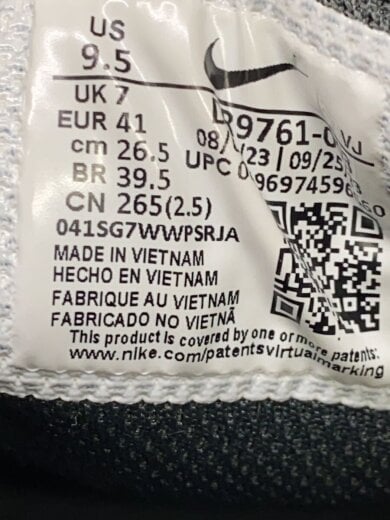 US
9.5
UK 7
EUR 41
cm 26.5
BR 39.5
CN 265(2.5)
VJ
UPC
041SG7WWPSRJA
MADE IN VIETNAM
HECHO EN VIETNAM
FABRIQUE AU VIETNAM
FABRICADO NO VIETNÃ
This product is covered by one or more patents:
www.nike.com/patentsvirtualmarking